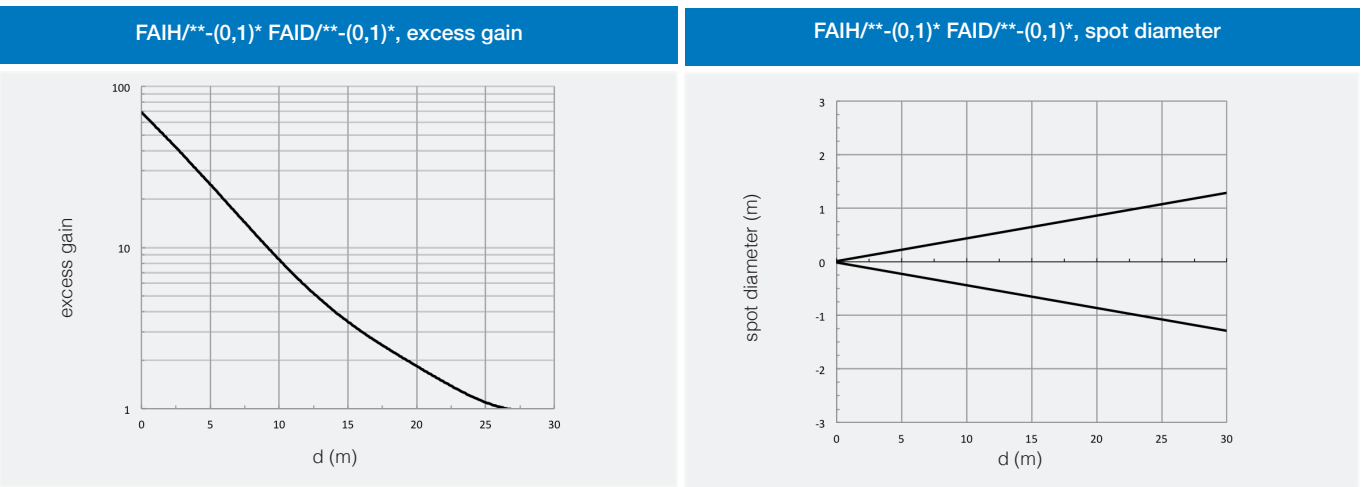 FAIH/**-(0,1)* FAID/**-(0,1)*, excess gain
100
10
1
excess gain
0 5 10 15 20 25 30
d (m)
FAIH/**-(0,1)* FAID/**-(0,1)*, spot diameter
3
2
1
0
-1
-2
-3
spot diameter (m)
0 5 10 15 20 25 30
d (m)